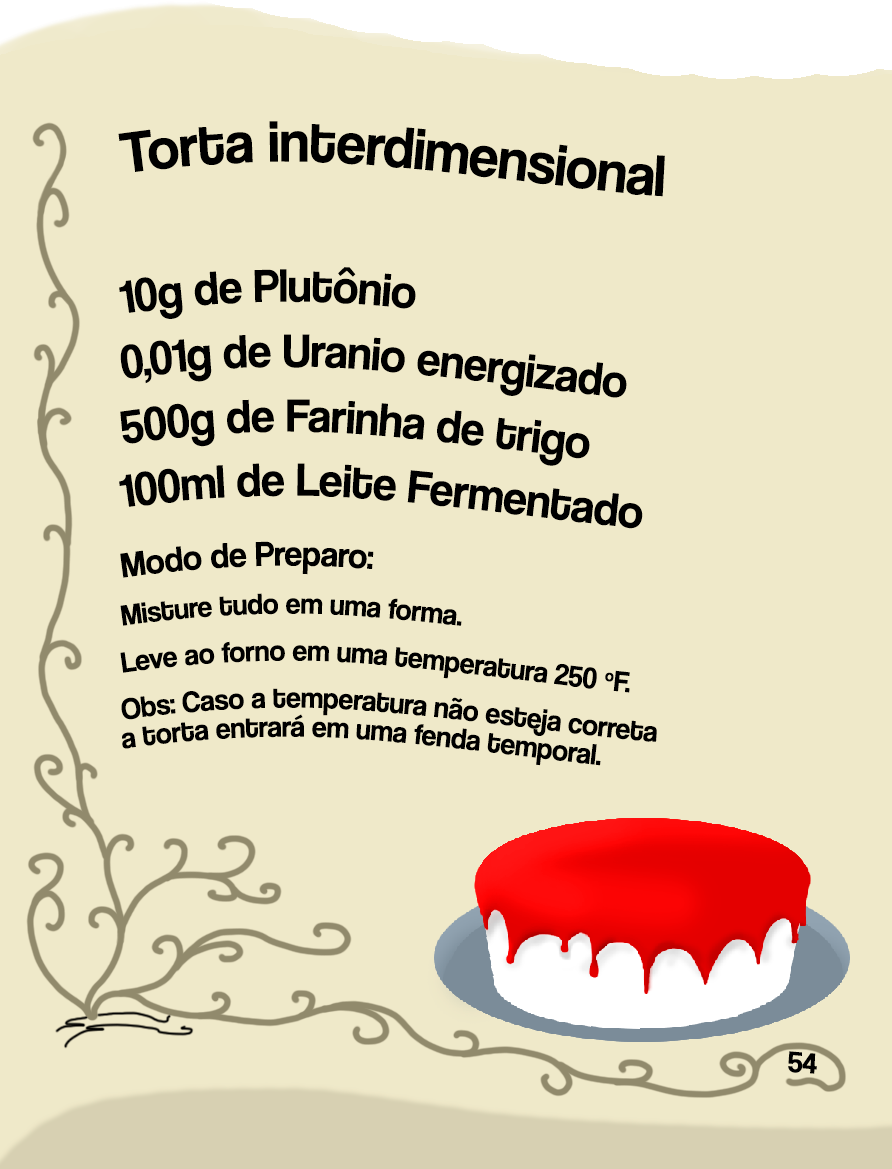 Torta interdimensional
10g de Plutônio
0,01g de Uranio energizado
500g de Farinha de trigo
100ml de Leite Fermentado
Modo de Preparo:
Misture tudo em uma forma.
Leve ao forno em uma temperatura 250 ºF.
Obs: Caso a temperatura não esteja correta
a torta entrará em uma fenda temporal.
54